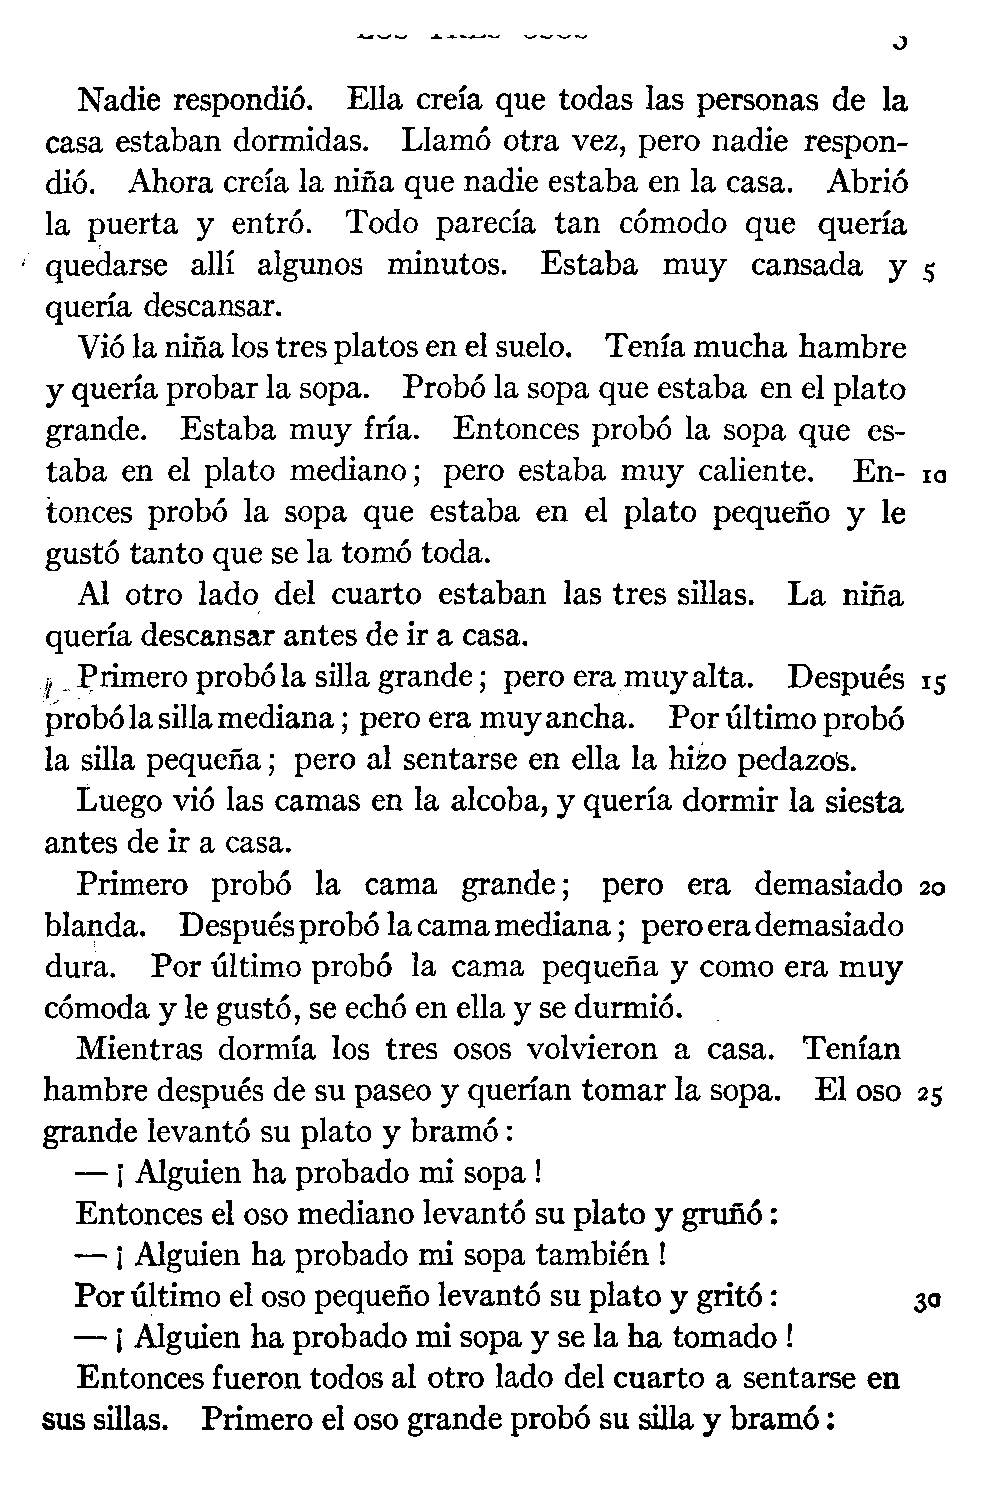 Nadie respondió. Ella creía que todas las personas de la
casa estaban dormidas. Llamó otra vez, pero nadie respon-
dió. Ahora creía la niña que nadie estaba en la casa. Abrió
la puerta y entró. Todo parecía tan cómodo que quería
quedarse allí algunos minutos. Estaba muy cansada y 5
quería descansar.
Vió la niña los tres platos en el suelo. Tenía mucha hambre
y quería probar la sopa. Probó la sopa que estaba en el plato
grande. Estaba muy fría. Entonces probó la sopa que es-
taba en el plato mediano; pero estaba muy caliente. En- 10
tonces probó la sopa que estaba en el plato pequeño y le
gustó tanto que se la tomó toda.
Al otro lado del cuarto estaban las tres sillas. La niña
quería descansar antes de ir a casa.
Primero probó la silla grande; pero era muy alta. Después 15
probó la silla mediana; pero era muy ancha. Por último probó
la silla pequeña; pero al sentarse en ella la hizo pedazos.
Luego vió las camas en la alcoba, y quería dormir la siesta
antes de ir a casa.
Primero probó la cama grande; pero era demasiado 20
blanda. Después probó la cama mediana; pero era demasiado
dura. Por último probó la cama pequeña y como era muy
cómoda y le gustó, se echó en ella y se durmió.
Mientras dormía los tres osos volvieron a casa. Tenían
hambre después de su paseo y querían tomar la sopa. El oso 25
grande levantó su plato y bramó:
— ¡ Alguien ha probado mi sopa !
Entonces el oso mediano levantó su plato y gruñó:
— ¡ Alguien ha probado mi sopa también !
Por último el oso pequeño levantó su plato y gritó: 30
— ¡ Alguien ha probado mi sopa y se la ha tomado !
Entonces fueron todos al otro lado del cuarto a sentarse en
sus sillas. Primero el oso grande probó su silla y bramó: